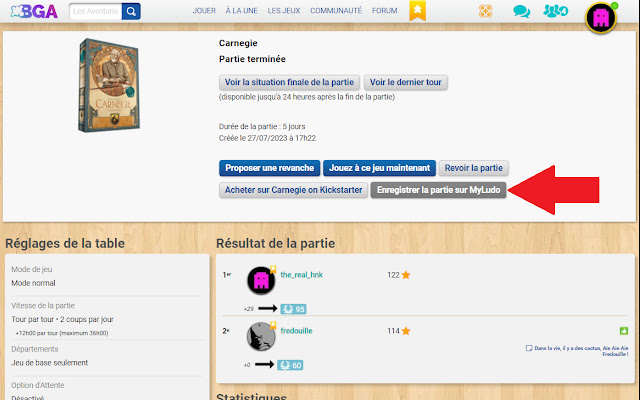 BGA
Les Aventurie
JOUER
À LA UNE
LES JEUX
COMMUNAUTÉ
FORUM
Carnegie
Partie terminée
Voir la situation finale de la partie
Voir le dernier tour
(disponible jusqu'à 24 heures après la fin de la partie)
CARNEGIE
Durée de la partie : 5 jours
Créée le 27/07/2023 à 17h22
Proposer une revanche
Jouez à ce jeu maintenant
Revoir la partie
Acheter sur Carnegie on Kickstarter
Enregistrer la partie sur MyLudo
Réglages de la table
Mode de jeu
Mode normal
Vitesse de la partie
Tour par tour • 2 coups par jour
+12h00 par tour (maximum 36h00)
Départements
Jeu de base seulement
Option d'Attente
Désactivé
Résultat de la partie
1er
the_real_hnk
122
+29
95
2e
fredouille
114
+0
60
Dans la vie, il y a des cactus, Aie Aie Aie
Fredouille !
Statistiques